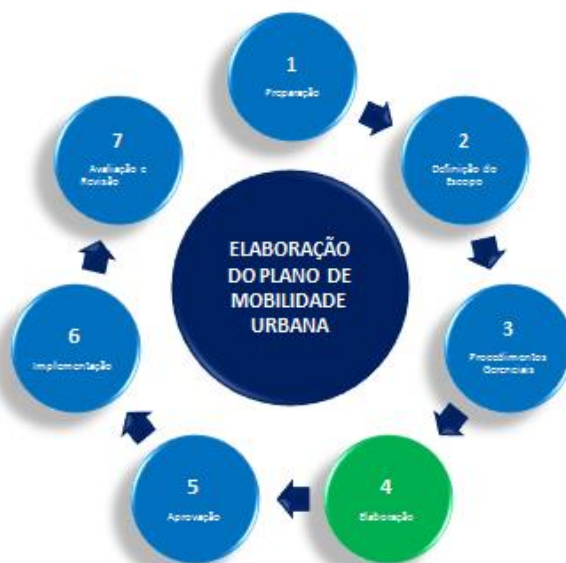 1
Preparação
2
Definição do
Escopo
3
Procedimentos
Gerenciais
4
Elaboração
5
Aprovação
6
Implementação
7
Avaliação e
Revisão
ELABORAÇÃO
DO PLANO DE
MOBILIDADE
URBANA